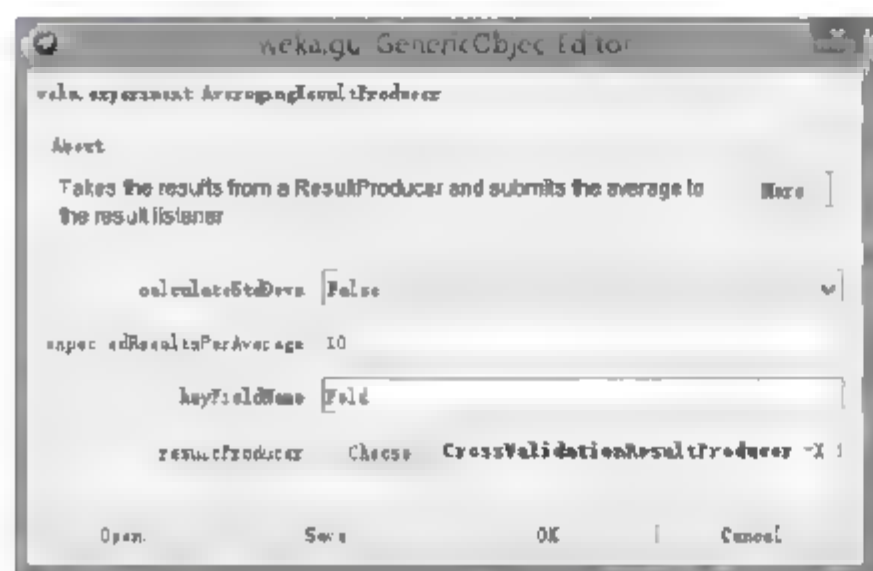 weka.gui.GenericObjectEditor
weka.experiment.AveragingResultProducer
About
Takes the results from a ResultProducer and submits the average to
the result listener
More
calculateStdDevs False
expectedResultsPerAverage 10
keyFieldName Fold
resultProducer Choose CrossValidationResultProducer -X 1
Open. Save OK Cancel